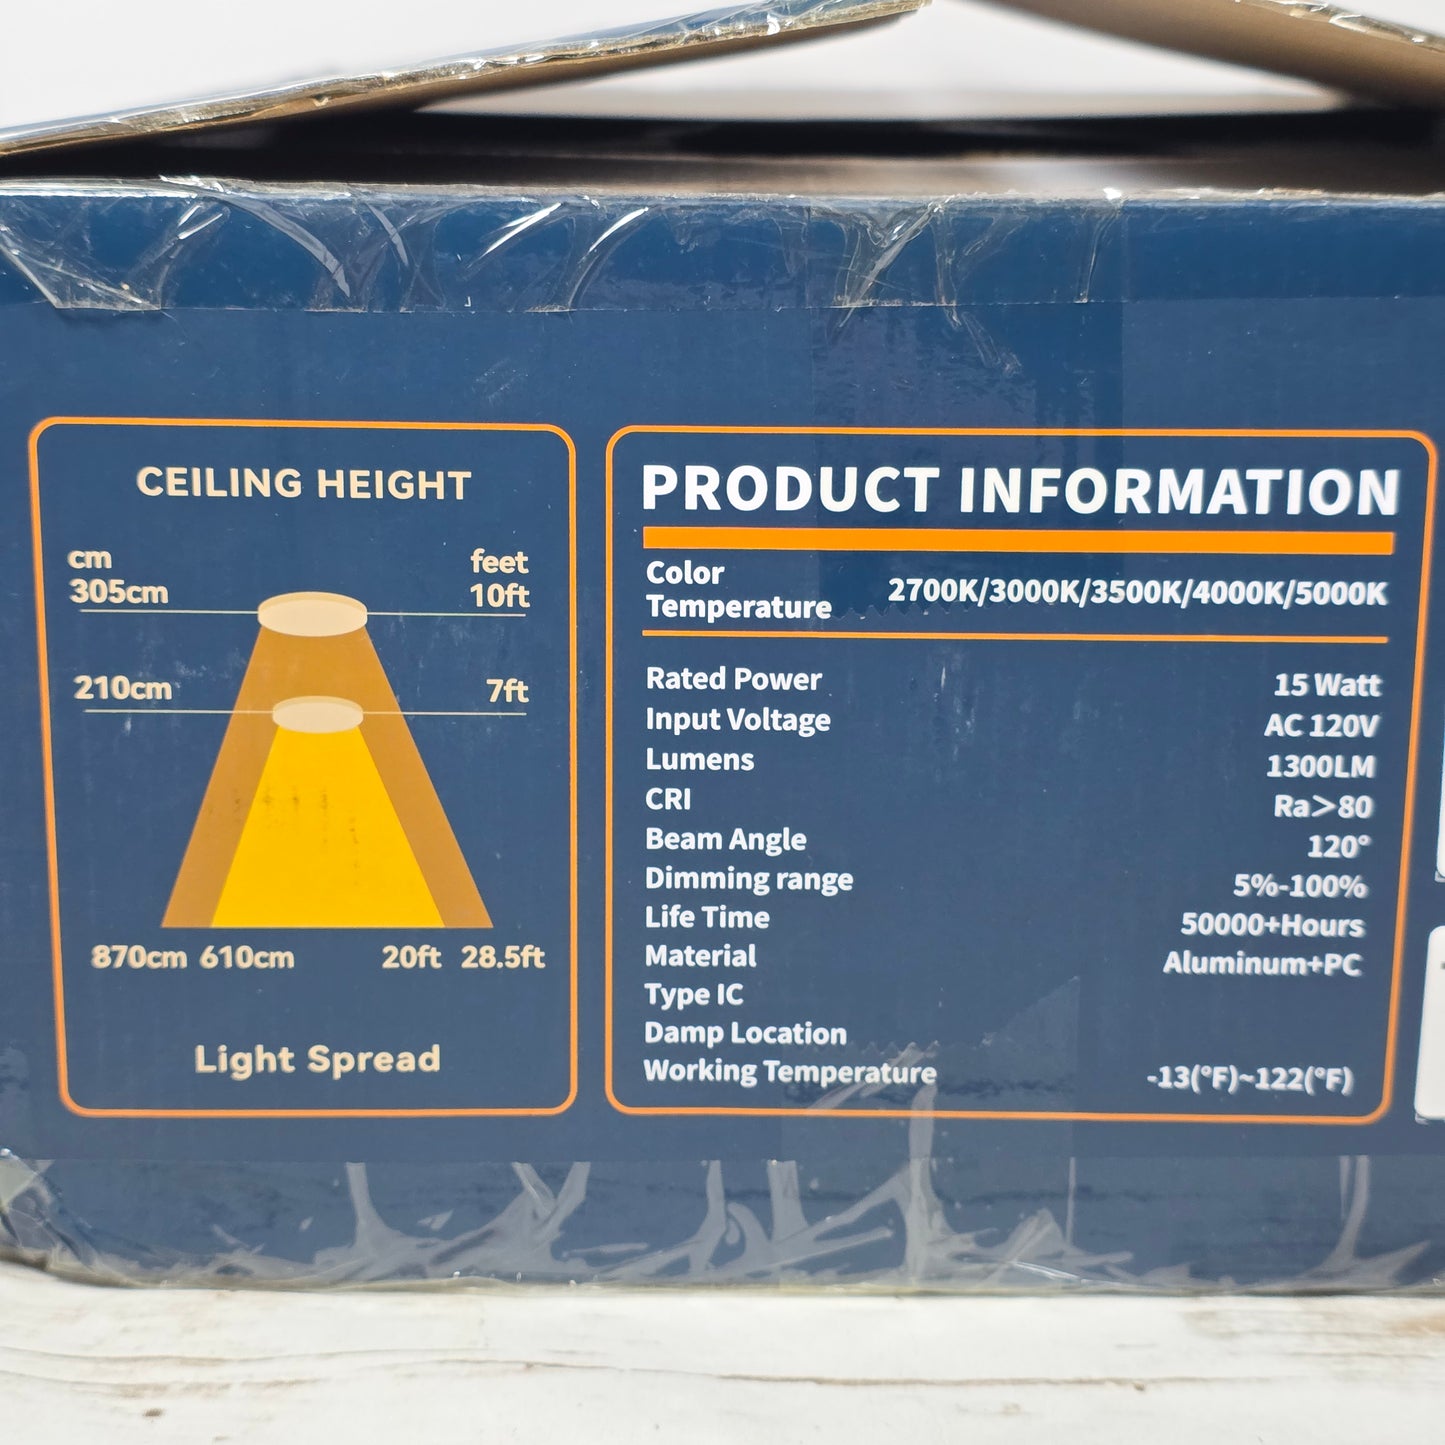 CEILING HEIGHT
cm feet
305cm 10ft
210cm 7ft
870cm 610cm 20ft 28.5ft
Light Spread
PRODUCT INFORMATION
Color
Temperature 2700K/3000K/3500K/4000K/5000K
Rated Power 15 Watt
Input Voltage AC 120V
Lumens 1300LM
CRI Ra>80
Beam Angle 120°
Dimming range 5%-100%
Life Time 50000+Hours
Material Aluminum+PC
Type IC
Damp Location
Working Temperature -13(°F)~122(°F)